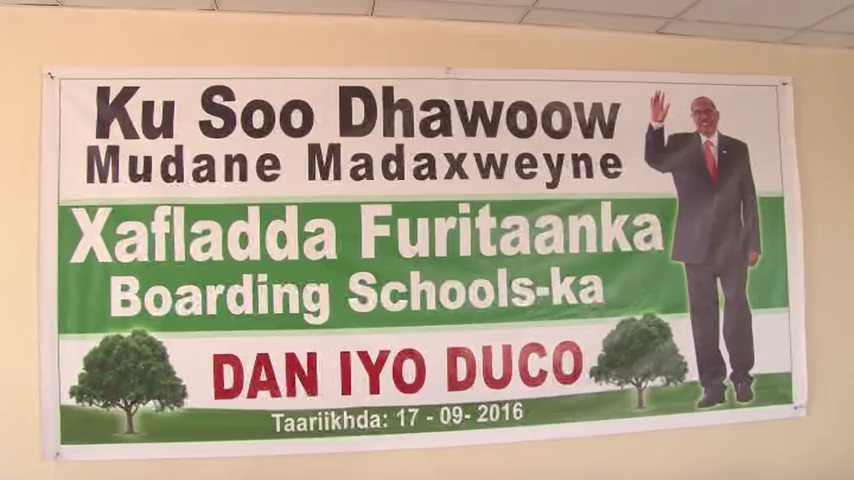 Ku Soo Dhawoow
Mudane Madaxweyne
Xafladda Furitaanka
Boarding Schools-ka
DAN IYO DUCO
Taariikhda: 17 - 09- 2016